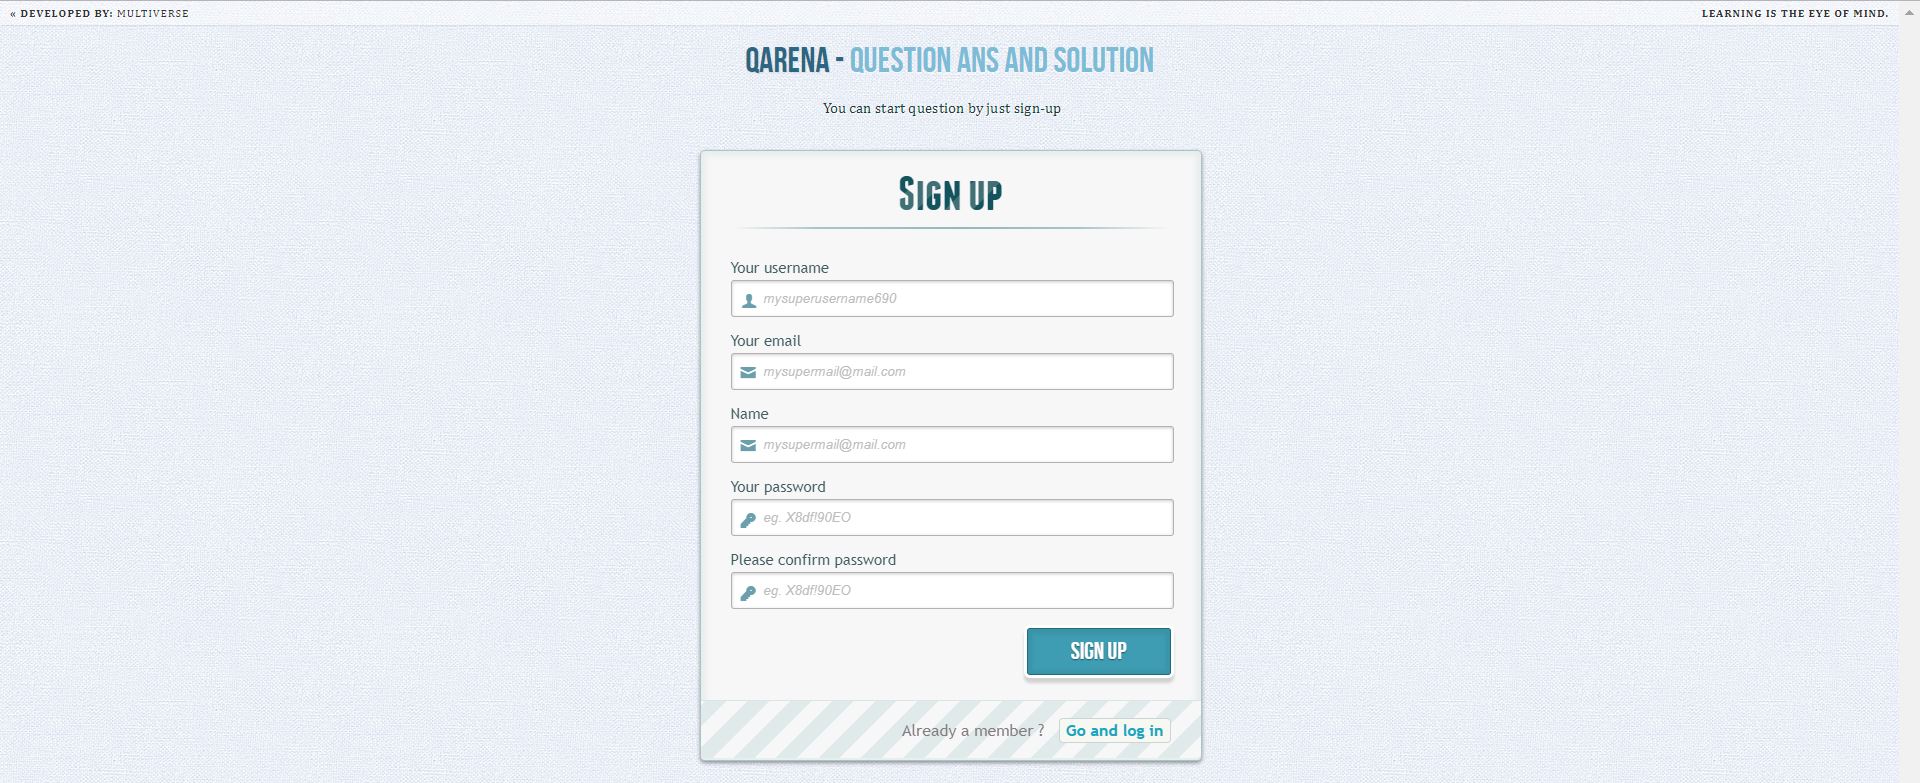 « DEVELOPED BY: MULTIVERSE
LEARNING IS THE EYE OF MIND.
QARENA - QUESTION ANS AND SOLUTION
You can start question by just sign-up
Sign up
Your username
mysuperusername690
Your email
mysupermail@mail.com
Name
mysupermail@mail.com
Your password
eg. X8df!90EO
Please confirm password
eg. X8df!90EO
SIGN UP
Already a member ? Go and log in